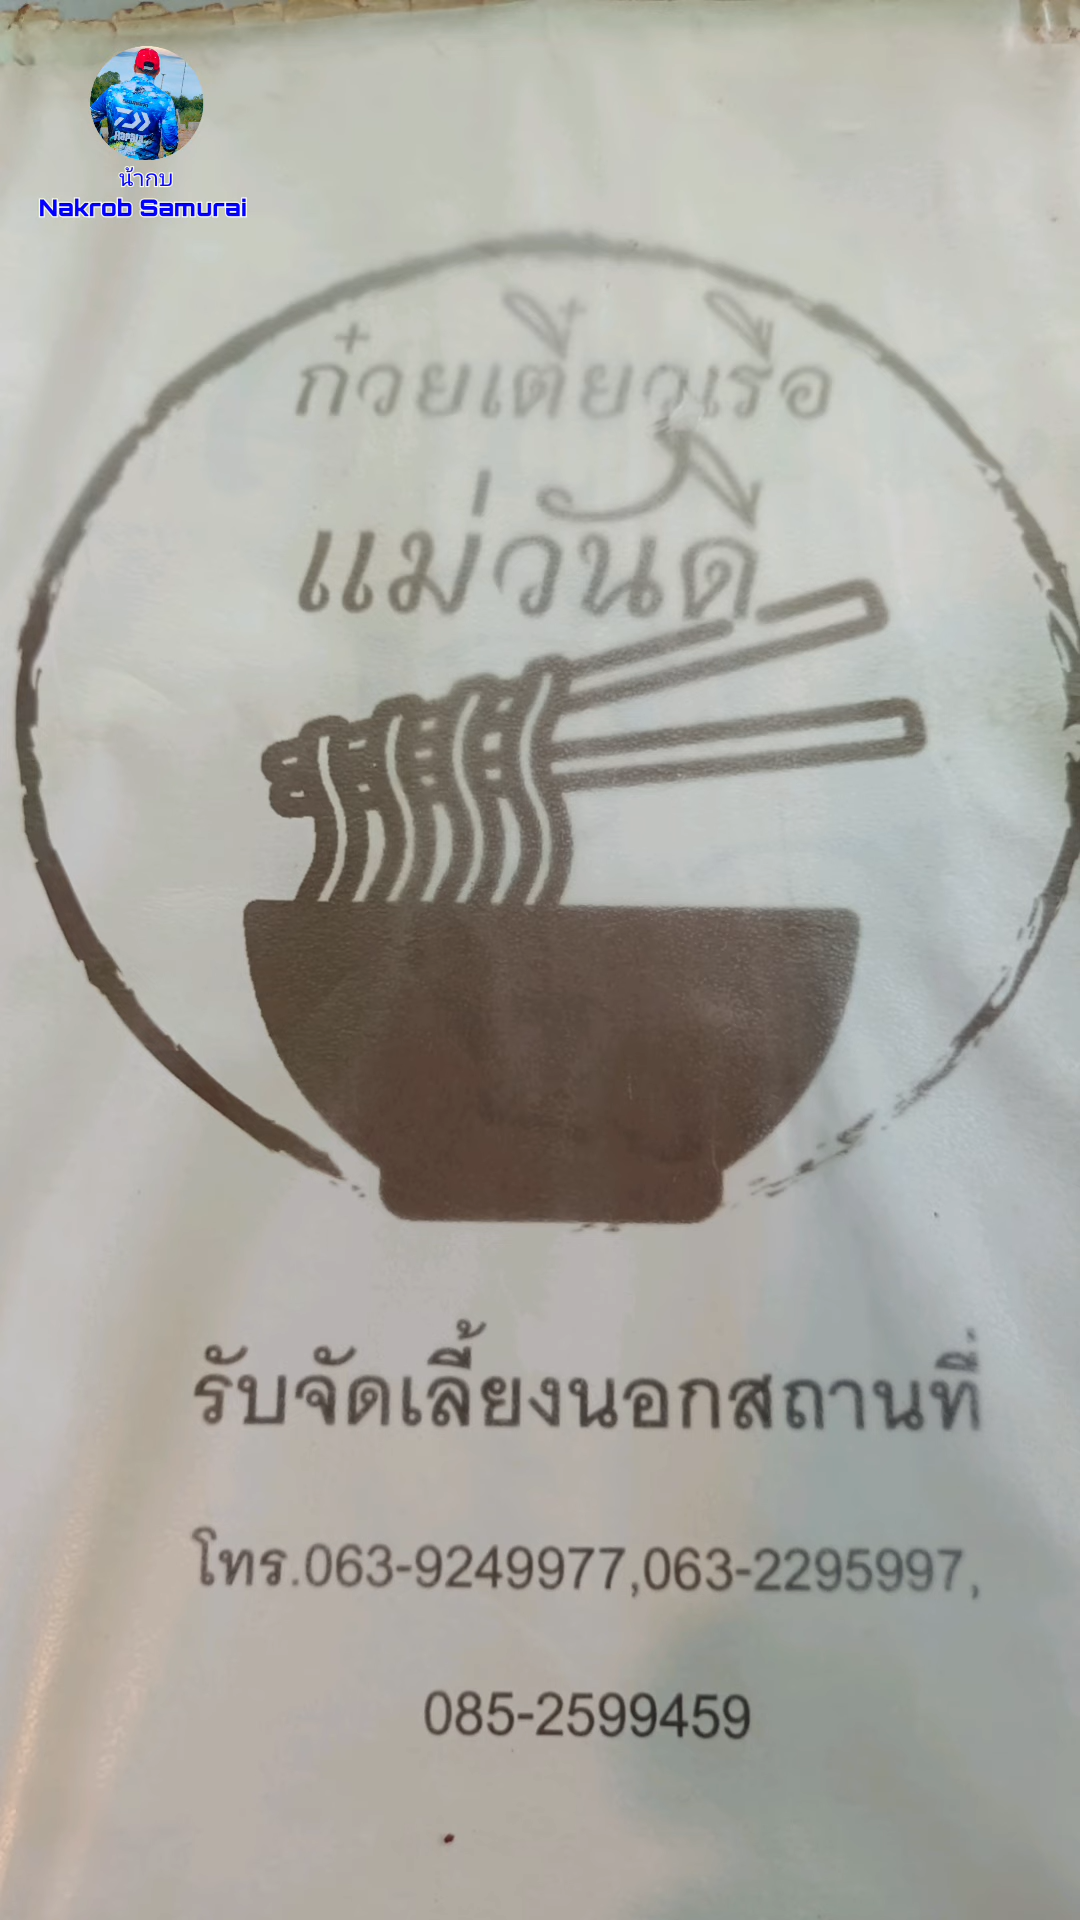 น้ากบ
Nakrob Samurai
ก๋วยเตี๋ยวเรือ
แม่วันดี
รับจัดเลี้ยงนอกสถานที่
โทร.063-9249977,063-2295997,
085-2599459